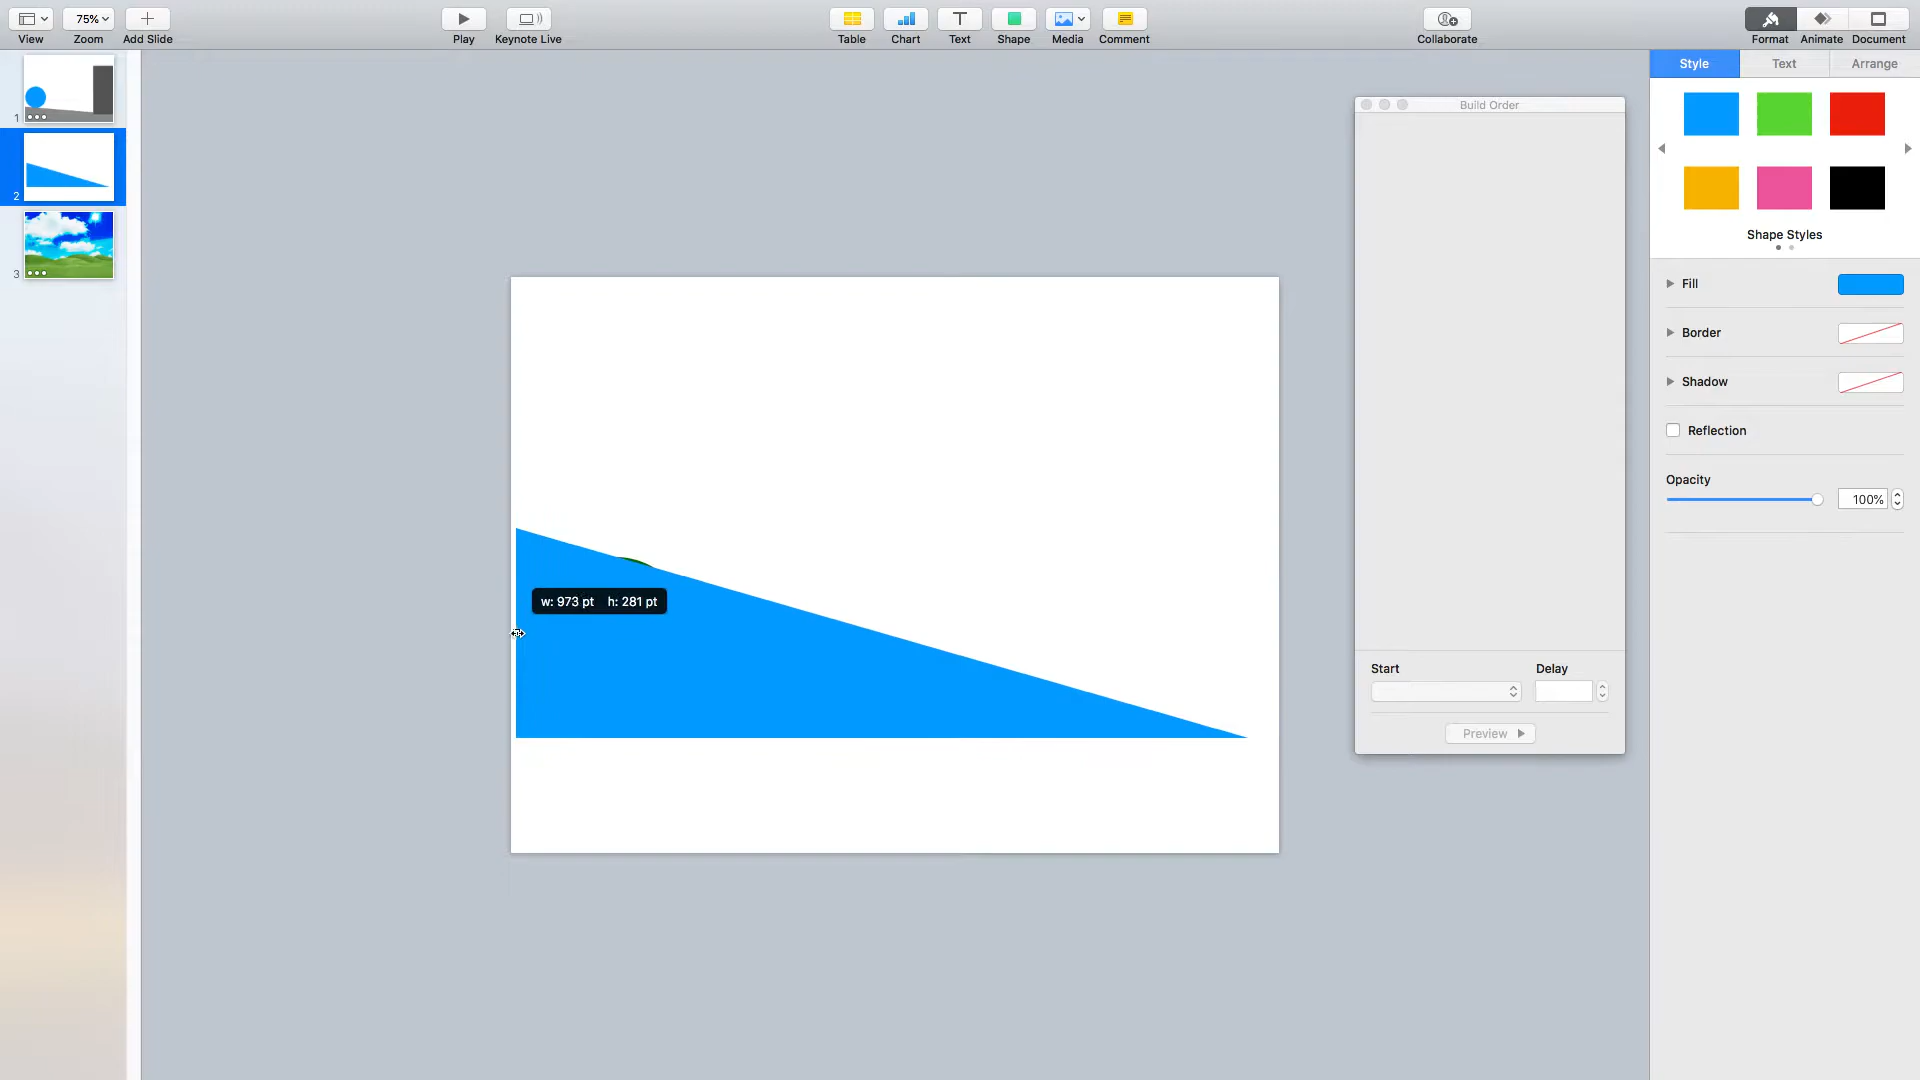 75%
View
Zoom
Add Slide
Play
Keynote Live
Table
Chart
Text
Shape
Media
Comment
Collaborate
Format
Animate
Document
1
2
3
Build Order
Start
Delay
Preview
Style
Text
Arrange
Shape Styles
Fill
Border
Shadow
Reflection
Opacity
100%
w: 973 pt h: 281 pt